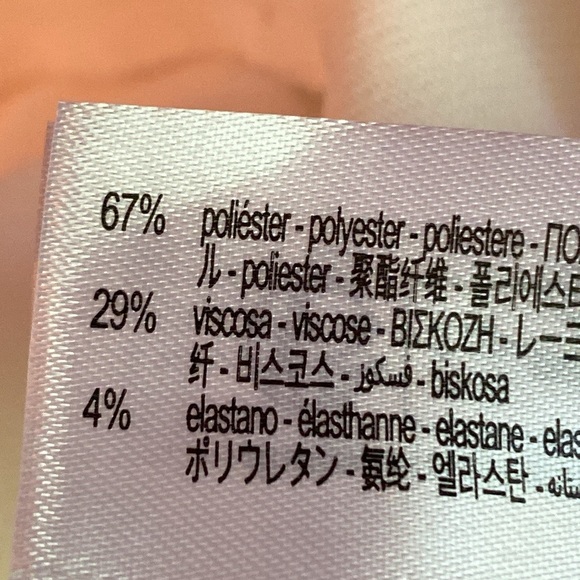 67% poliéster - polyester - poliestere - ΠΟ
ル - poliester - 聚酯纤维 - 폴리에스
29% viscosa - viscose - ΒΙΣΚΟΖΗ - レー
纤 - 비스코스 - فسكوز - biskosa
4% elastano - élasthanne - elastane - elas
ポリウレタン - 氨纶 - 엘라스탄 -